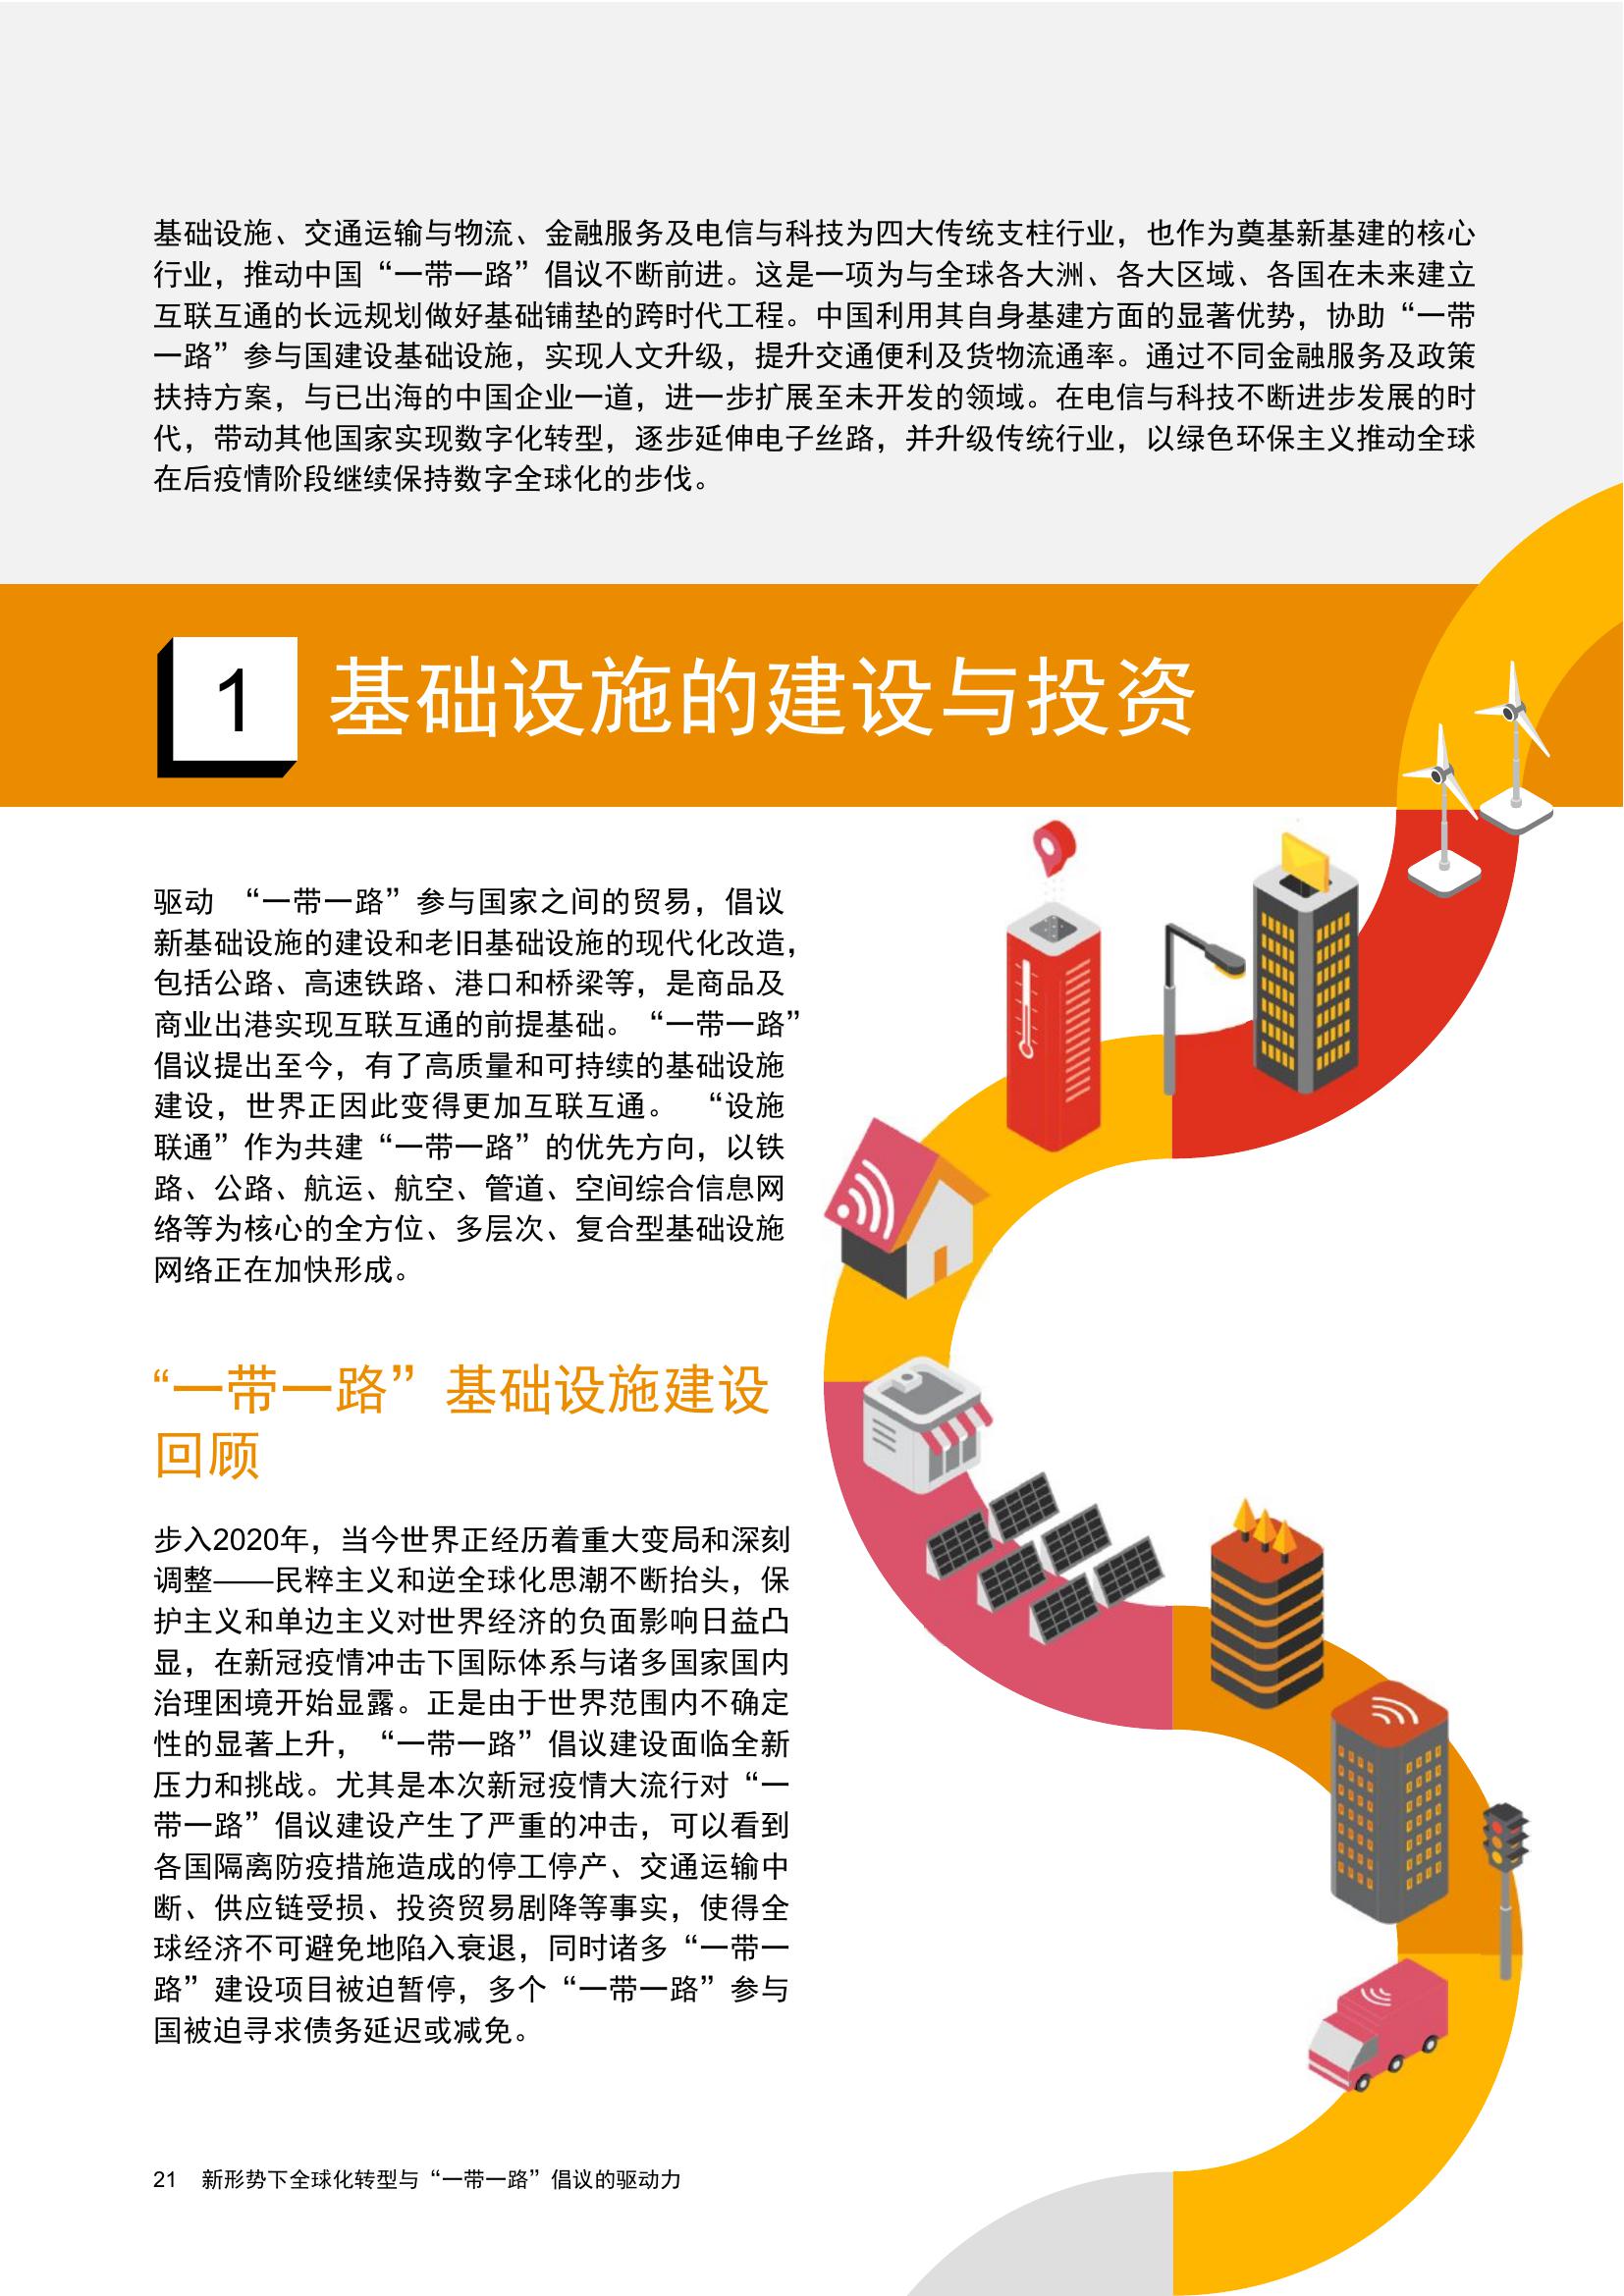 基础设施、交通运输与物流、金融服务及电信与科技为四大传统支柱行业，也作为奠基新基建的核心
行业，推动中国“一带一路”倡议不断前进。这是一项为与全球各大洲、各大区域、各国在未来建立
互联互通的长远规划做好基础铺垫的跨时代工程。中国利用其自身基建方面的显著优势，协助“一带
一路”参与国建设基础设施，实现人文升级，提升交通便利及货物流通率。通过不同金融服务及政策
扶持方案，与已出海的中国企业一道，进一步扩展至未开发的领域。在电信与科技不断进步发展的时
代，带动其他国家实现数字化转型，逐步延伸电子丝路，并升级传统行业，以绿色环保主义推动全球
在后疫情阶段继续保持数字全球化的步伐。
1 基础设施的建设与投资
驱动 “一带一路”参与国家之间的贸易，倡议
新基础设施的建设和老旧基础设施的现代化改造，
包括公路、高速铁路、港口和桥梁等，是商品及
商业出港实现互联互通的前提基础。“一带一路”
倡议提出至今，有了高质量和可持续的基础设施
建设，世界正因此变得更加互联互通。 “设施
联通”作为共建“一带一路”的优先方向，以铁
路、公路、航运、航空、管道、空间综合信息网
络等为核心的全方位、多层次、复合型基础设施
网络正在加快形成。
“一带一路”基础设施建设
回顾
步入2020年，当今世界正经历着重大变局和深刻
调整——民粹主义和逆全球化思潮不断抬头，保
护主义和单边主义对世界经济的负面影响日益凸
显，在新冠疫情冲击下国际体系与诸多国家国内
治理困境开始显露。正是由于世界范围内不确定
性的显著上升，“一带一路”倡议建设面临全新
压力和挑战。尤其是本次新冠疫情大流行对“一
带一路”倡议建设产生了严重的冲击，可以看到
各国隔离防疫措施造成的停工停产、交通运输中
断、供应链受损、投资贸易剧降等事实，使得全
球经济不可避免地陷入衰退，同时诸多“一带一
路”建设项目被迫暂停，多个“一带一路”参与
国被迫寻求债务延迟或减免。
21 新形势下全球化转型与“一带一路”倡议的驱动力